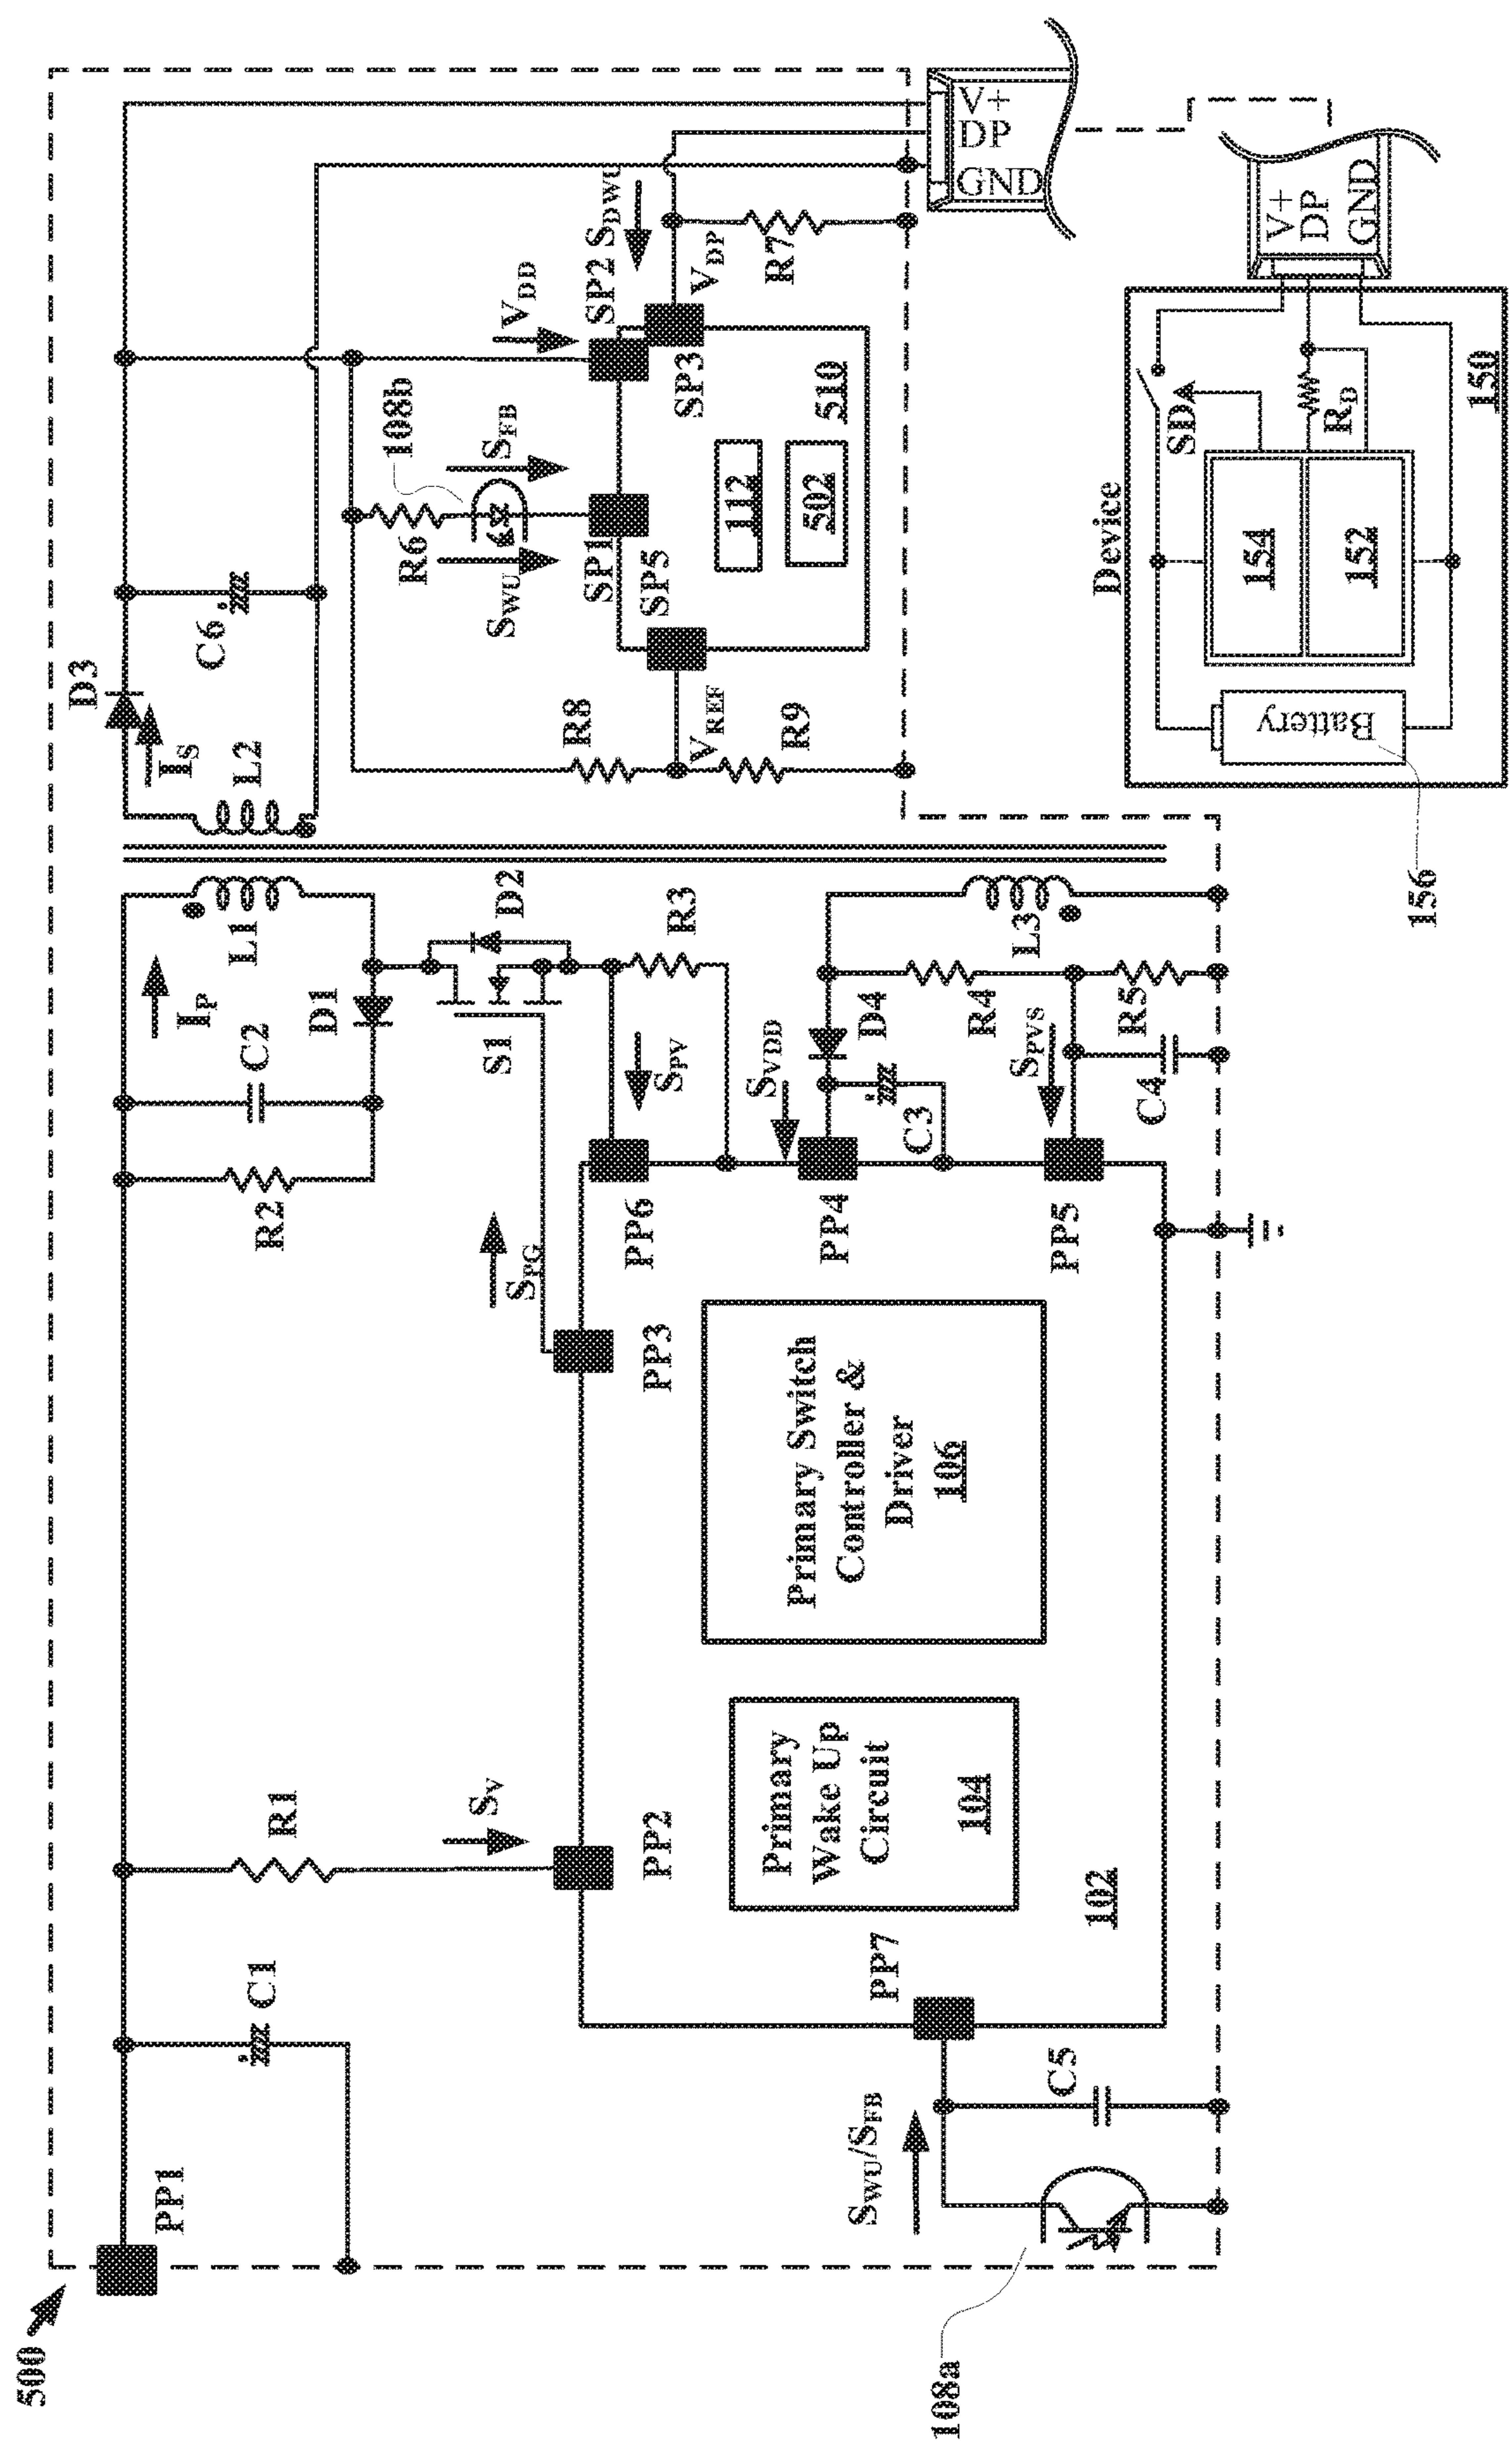 500
PP1
C1
R1
S_V
PP2
R2
C2
I_P
L1
D1
S1
D2
S_PG
PP3
PP6
S_PV
R3
S_VDD
PP4
D4
C3
R4
L3
S_PVS
PP5
R5
C4
Primary
Wake Up
Circuit
104
Primary Switch
Controller &
Driver
106
102
PP7
S_WU/S_FB
C5
108a
D3
I_S
L2
C6
R6
108b
S_FB
S_WU
V_DD
SP1
SP2
S_DWU
SP3
V_DP
SP5
R7
R8
V_REF
R9
112
502
510
V+
DP
GND
V+
DP
GND
Device
SD
R_D
154
152
Battery
156
150